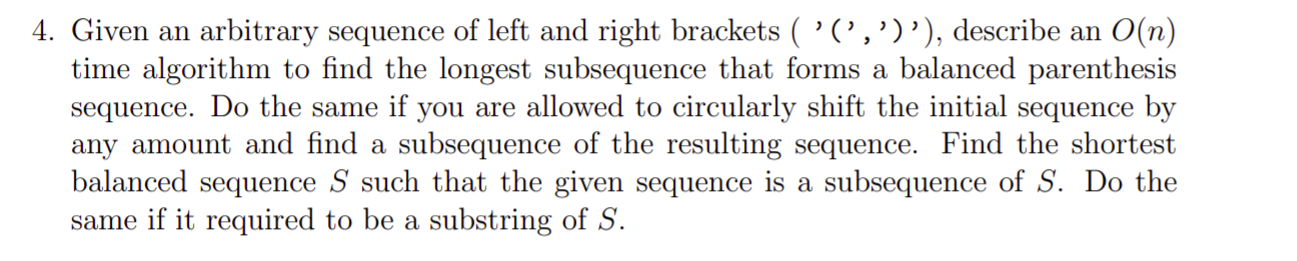 4. Given an arbitrary sequence of left and right brackets ( '(',')'), describe an O(n)
time algorithm to find the longest subsequence that forms a balanced parenthesis
sequence. Do the same if you are allowed to circularly shift the initial sequence by
any amount and find a subsequence of the resulting sequence. Find the shortest
balanced sequence S such that the given sequence is a subsequence of S. Do the
same if it required to be a substring of S.